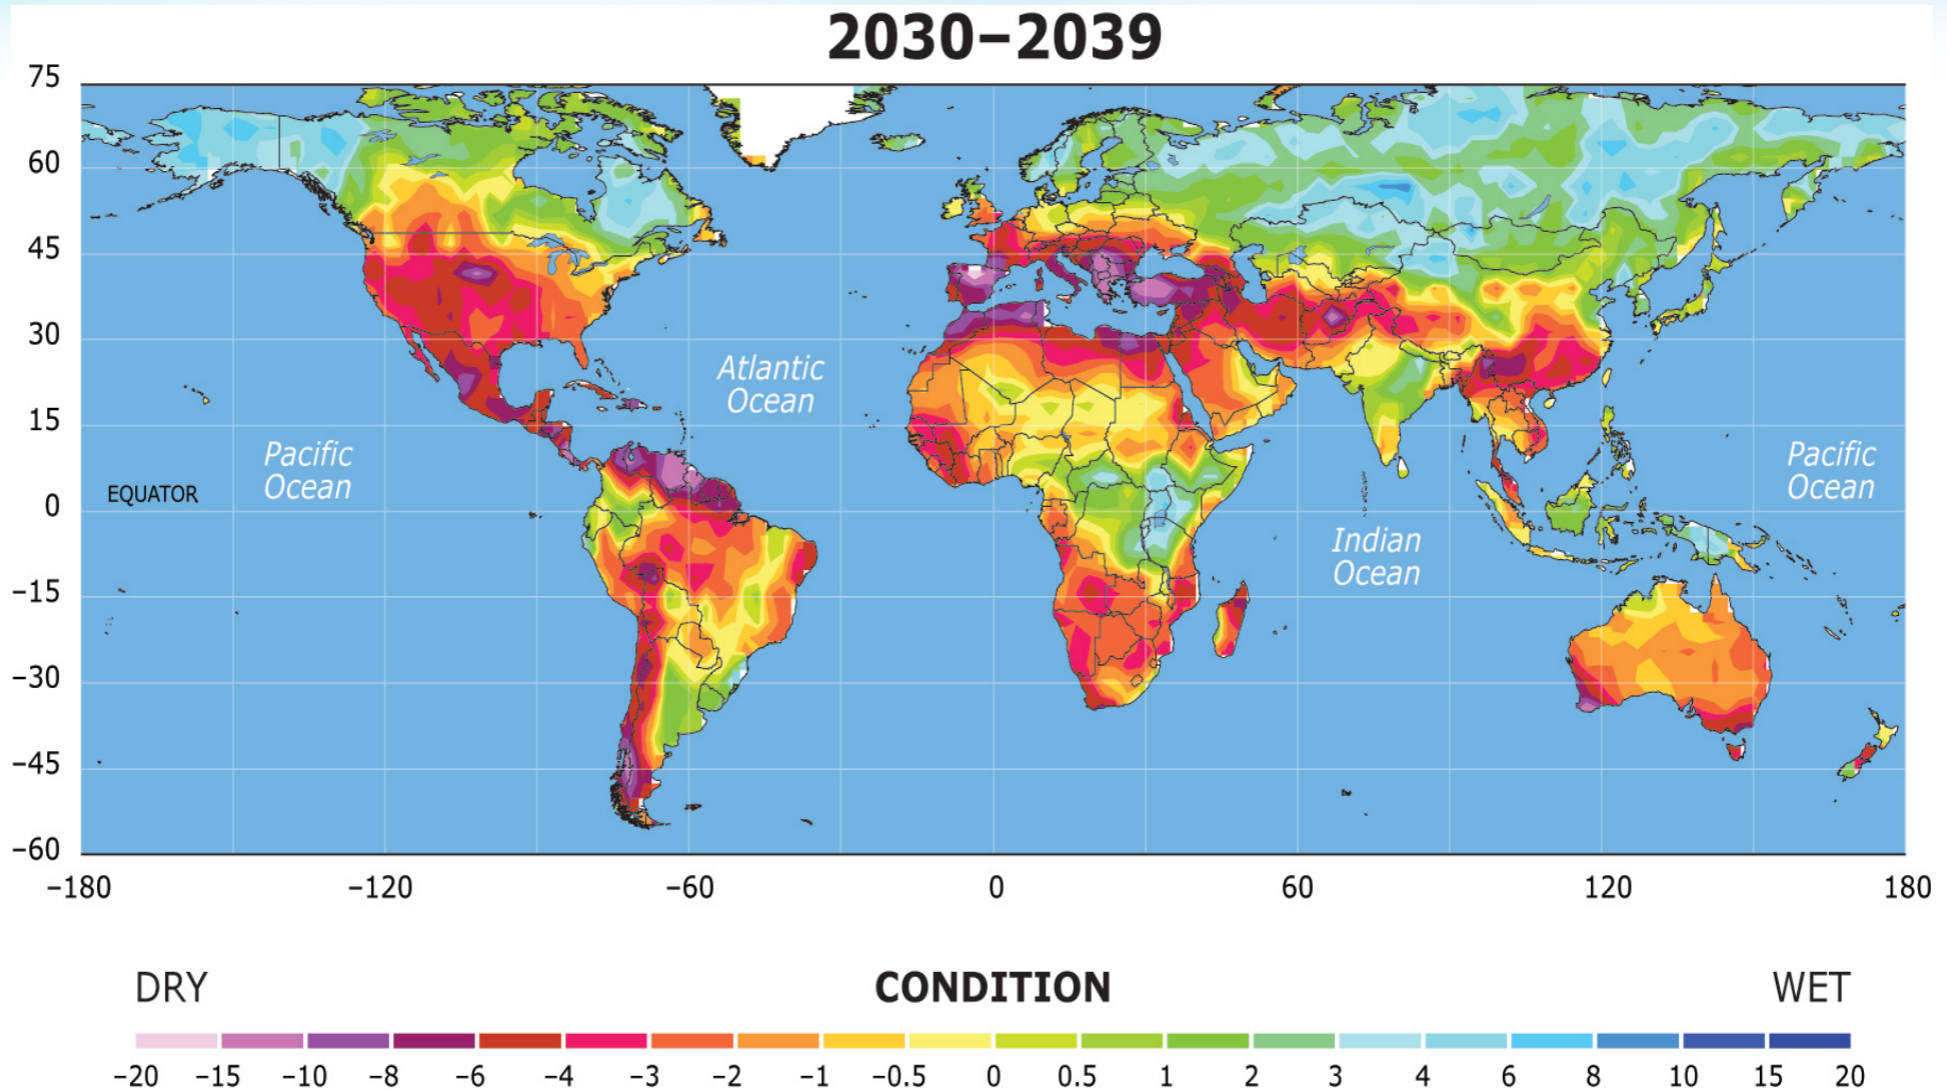 2030–2039
75
60
45
30
15
0
–15
–30
–45
–60
Atlantic
Ocean
Pacific
Ocean
EQUATOR
Indian
Ocean
Pacific
Ocean
–180
–120
–60
0
60
120
180
DRY
CONDITION
WET
–20 –15 –10 –8 –6 –4 –3 –2 –1 –0.5 0 0.5 1 2 3 4 6 8 10 15 20